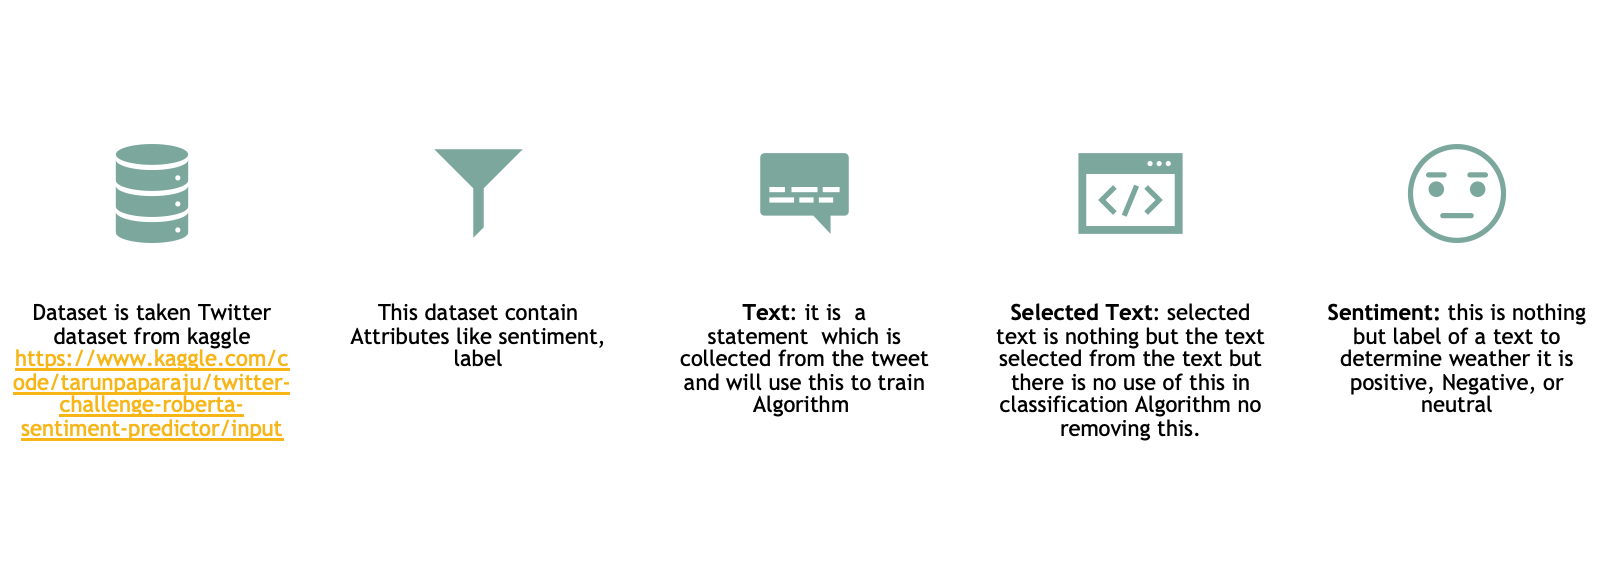 Dataset is taken Twitter
dataset from kaggle
https://www.kaggle.com/c
ode/tarunpaparaju/twitter-
challenge-roberta-
sentiment-predictor/input
This dataset contain
Attributes like sentiment,
label
Text: it is  a
statement  which is
collected from the tweet
and will use this to train
Algorithm
Selected Text: selected
text is nothing but the text
selected from the text but
there is no use of this in
classification Algorithm no
removing this.
Sentiment: this is nothing
but label of a text to
determine weather it is
positive, Negative, or
neutral